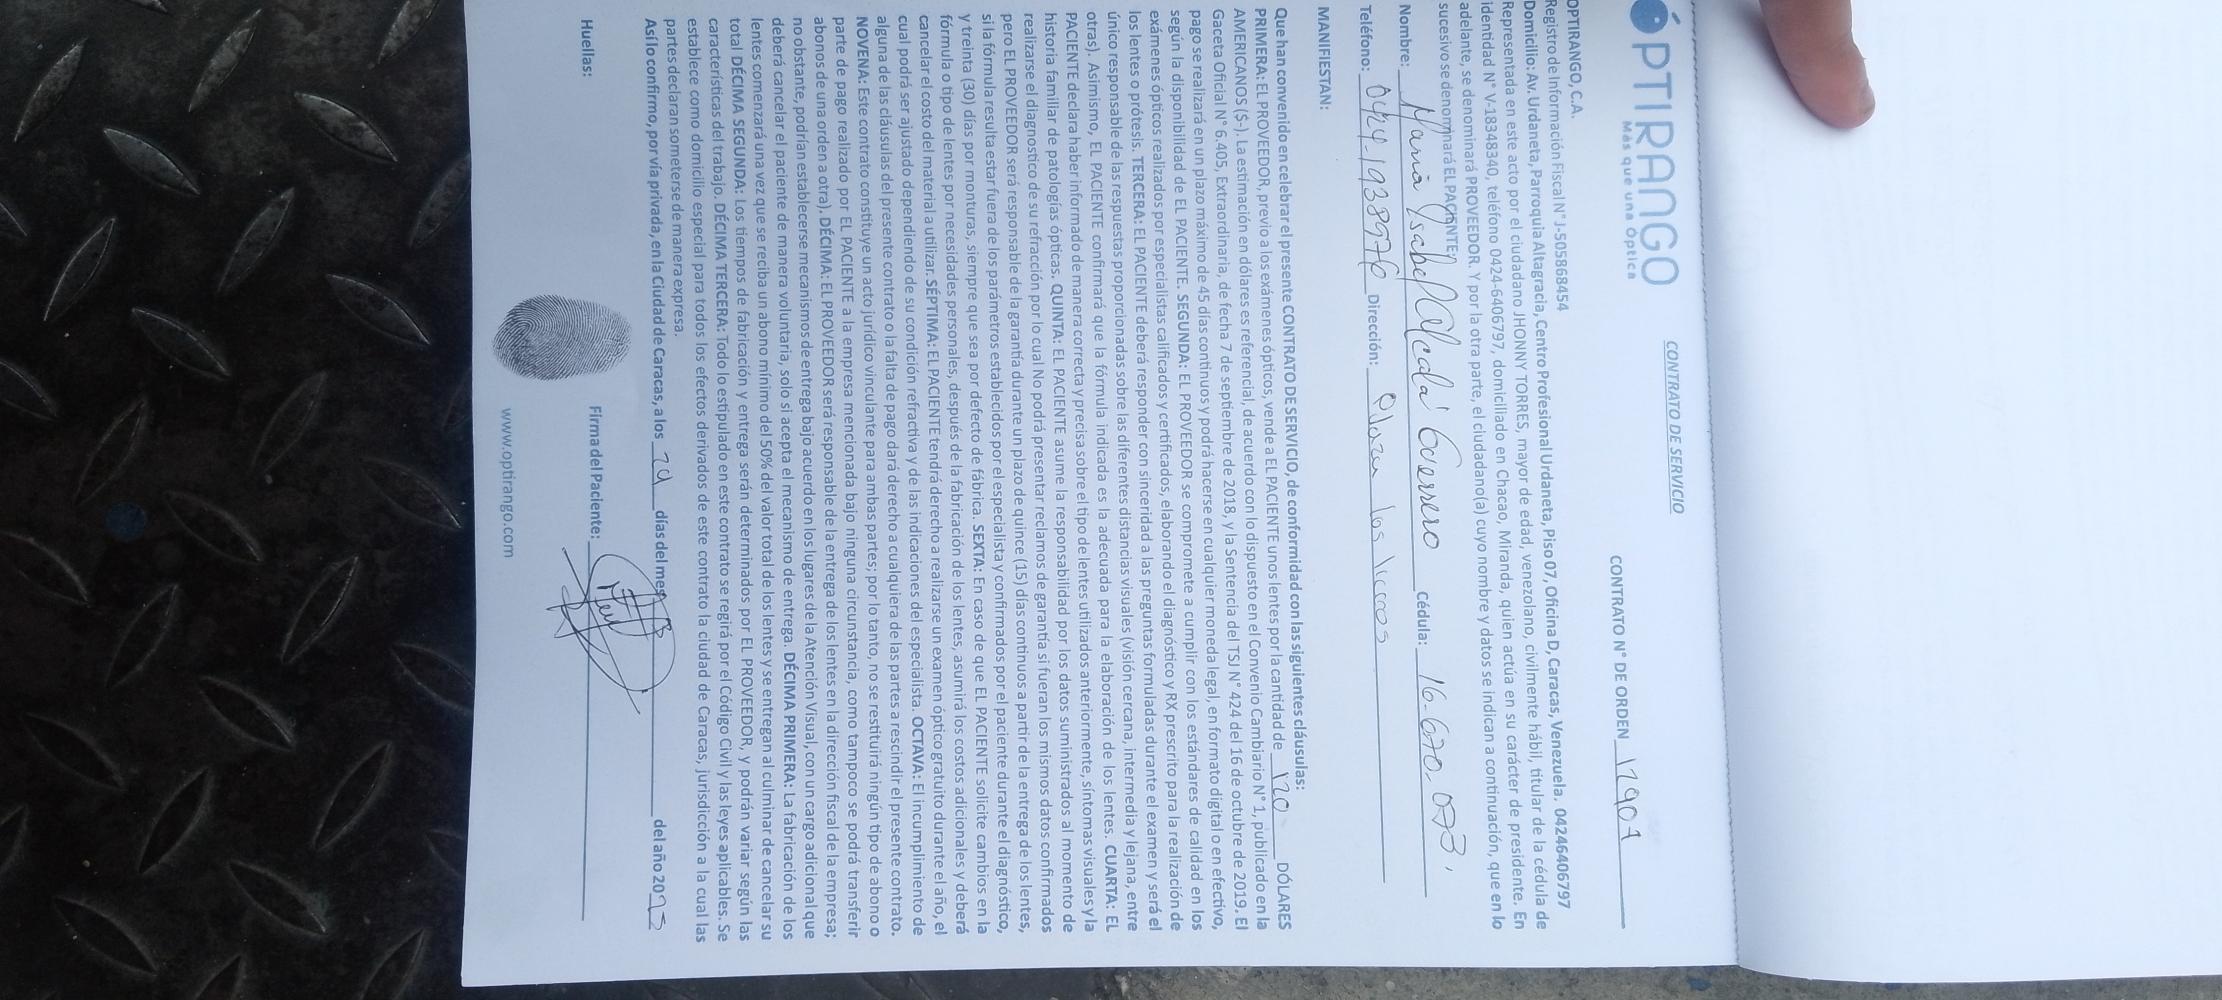 ÓPTIRANGO
Más que una Óptica
CONTRATO DE SERVICIO
CONTRATO N° DE ORDEN 17901
OPTIRANGO, C.A.
Registro de Información Fiscal N° J-505868454
Domicilio: Av. Urdaneta, Parroquia Altagracia, Centro Profesional Urdaneta, Piso 07, Oficina D, Caracas, Venezuela. 04246406797
Representada en este acto por el ciudadano JHONNY TORRES, mayor de edad, venezolano, civilmente hábil, titular de la cédula de
identidad N° V-18348340, teléfono 0424-6406797, domiciliado en Chacao, Miranda, quien actúa en su carácter de presidente. En
adelante, se denominará PROVEEDOR. Y por la otra parte, el ciudadano(a) cuyo nombre y datos se indican a continuación, que en lo
sucesivo se denominará EL PACIENTE.
Nombre: Maria Isabel Alcala Guerrero Cédula: 16.670.073
Teléfono: 0424-1938976 Dirección: Plaza los
MANIFIESTAN:
Que han convenido en celebrar el presente CONTRATO DE SERVICIO, de conformidad con las siguientes cláusulas:
PRIMERA: EL PROVEEDOR, previo a los exámenes ópticos, vende a EL PACIENTE unos lentes por la cantidad de 120 DÓLARES
AMERICANOS ($-). La estimación en dólares es referencial, de acuerdo con lo dispuesto en el Convenio Cambiario N° 1, publicado en la
Gaceta Oficial N° 6.405, Extraordinaria, de fecha 7 de septiembre de 2018, y la Sentencia del TSJ N° 424 del 16 de octubre de 2019. El
pago se realizará en un plazo máximo de 45 días continuos y podrá hacerse en cualquier moneda legal, en formato digital o en efectivo,
según la disponibilidad de EL PACIENTE. SEGUNDA: EL PROVEEDOR se compromete a cumplir con los estándares de calidad en los
exámenes ópticos realizados por especialistas calificados y certificados, elaborando el diagnóstico y RX prescrito para la realización de
los lentes o prótesis. TERCERA: EL PACIENTE deberá responder con sinceridad a las preguntas formuladas durante el examen y será el
único responsable de las respuestas proporcionadas sobre las diferentes distancias visuales (visión cercana, intermedia y lejana, entre
otras). Asimismo, EL PACIENTE confirmará que la fórmula indicada es la adecuada para la elaboración de los lentes. CUARTA: EL
PACIENTE declara haber informado de manera correcta y precisa sobre el tipo de lentes utilizados anteriormente, síntomas visuales y la
historia familiar de patologías ópticas. QUINTA: EL PACIENTE asume la responsabilidad por los datos suministrados al momento de
realizarse el diagnostico de su refracción por lo cual No podrá presentar reclamos de garantía si fueran los mismos datos confirmados
pero EL PROVEEDOR será responsable de la garantía durante un plazo de quince (15) días continuos a partir de la entrega de los lentes,
si la fórmula resulta estar fuera de los parámetros establecidos por el especialista y confirmados por el paciente durante el diagnóstico,
y treinta (30) días por monturas, siempre que sea por defecto de fábrica. SEXTA: En caso de que EL PACIENTE solicite cambios en la
fórmula o tipo de lentes por necesidades personales, después de la fabricación de los lentes, asumirá los costos adicionales y deberá
cancelar el costo del material a utilizar. SÉPTIMA: EL PACIENTE tendrá derecho a realizarse un examen óptico gratuito durante el año, el
cual podrá ser ajustado dependiendo de su condición refractiva y de las indicaciones del especialista. OCTAVA: El incumplimiento de
alguna de las cláusulas del presente contrato o la falta de pago dará derecho a cualquiera de las partes a rescindir el presente contrato.
NOVENA: Este contrato constituye un acto jurídico vinculante para ambas partes; por lo tanto, no se restituirá ningún tipo de abono o
parte de pago realizado por EL PACIENTE a la empresa mencionada bajo ninguna circunstancia, como tampoco se podrá transferir
abonos de una orden a otra). DÉCIMA: EL PROVEEDOR será responsable de la entrega de los lentes en la dirección fiscal de la empresa;
no obstante, podrían establecerse mecanismos de entrega bajo acuerdo en los lugares de la Atención Visual, con un cargo adicional que
deberá cancelar el paciente de manera voluntaria, solo si acepta el mecanismo de entrega. DÉCIMA PRIMERA: La fabricación de los
lentes comenzará una vez que se reciba un abono mínimo del 50% del valor total de los lentes y se entregan al culminar de cancelar su
total DÉCIMA SEGUNDA: Los tiempos de fabricación y entrega serán determinados por EL PROVEEDOR, y podrán variar según las
características del trabajo. DÉCIMA TERCERA: Todo lo estipulado en este contrato se regirá por el Código Civil y las leyes aplicables. Se
establece como domicilio especial para todos los efectos derivados de este contrato la ciudad de Caracas, jurisdicción a la cual las
partes declaran someterse de manera expresa.
Así lo confirmo, por vía privada, en la Ciudad de Caracas, a los 24 días del mes del año 2025
Huellas: Firma del Paciente:
www.optirango.com